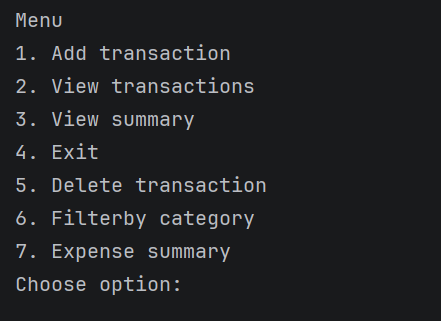 Menu
1. Add transaction
2. View transactions
3. View summary
4. Exit
5. Delete transaction
6. Filterby category
7. Expense summary
Choose option: